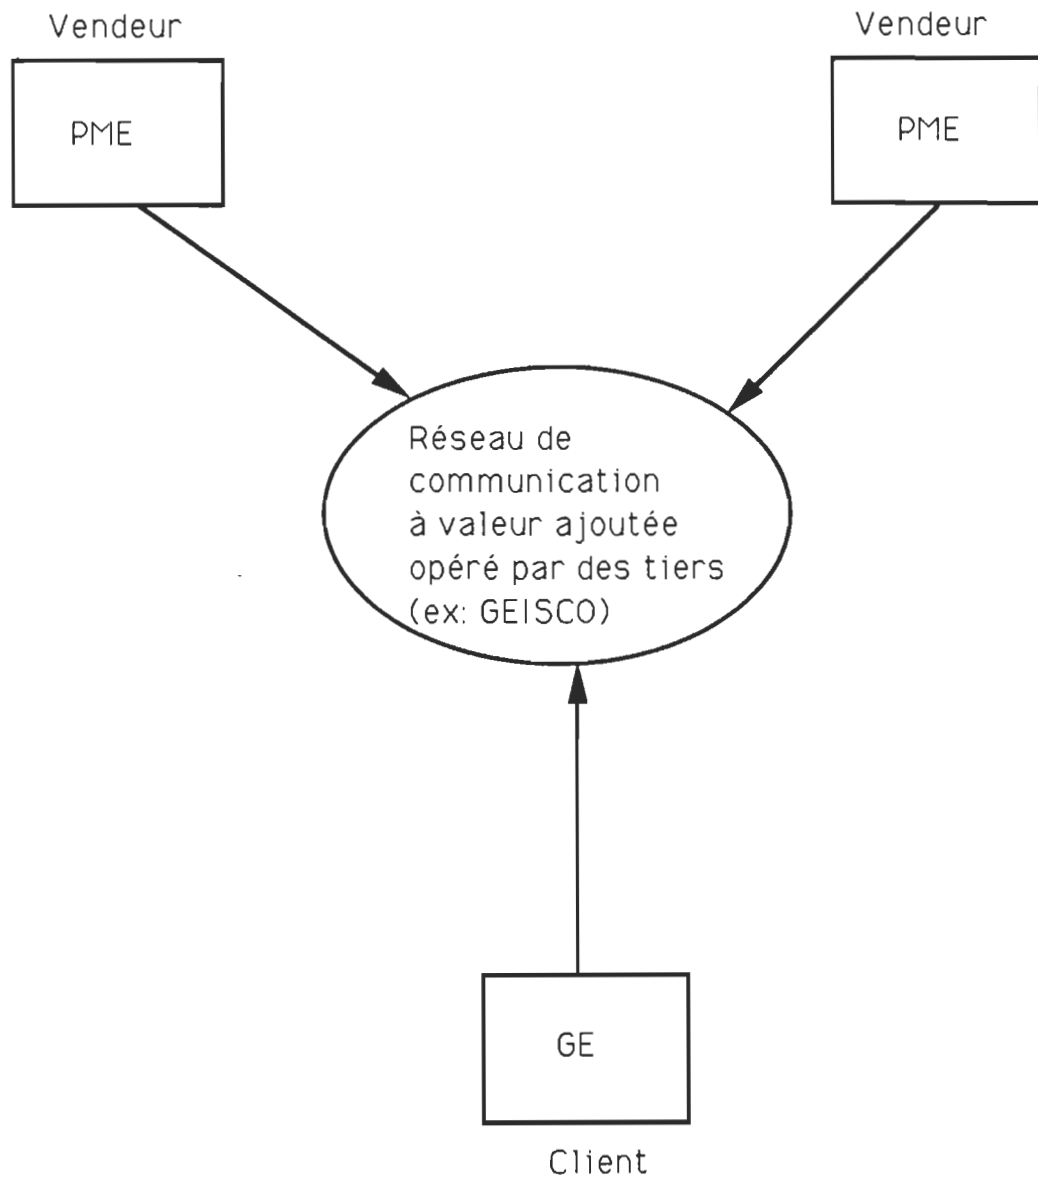 Vendeur
Vendeur
PME
PME
Réseau de
communication
à valeur ajoutée
opéré par des tiers
(ex: GEISCO)
GE
Client